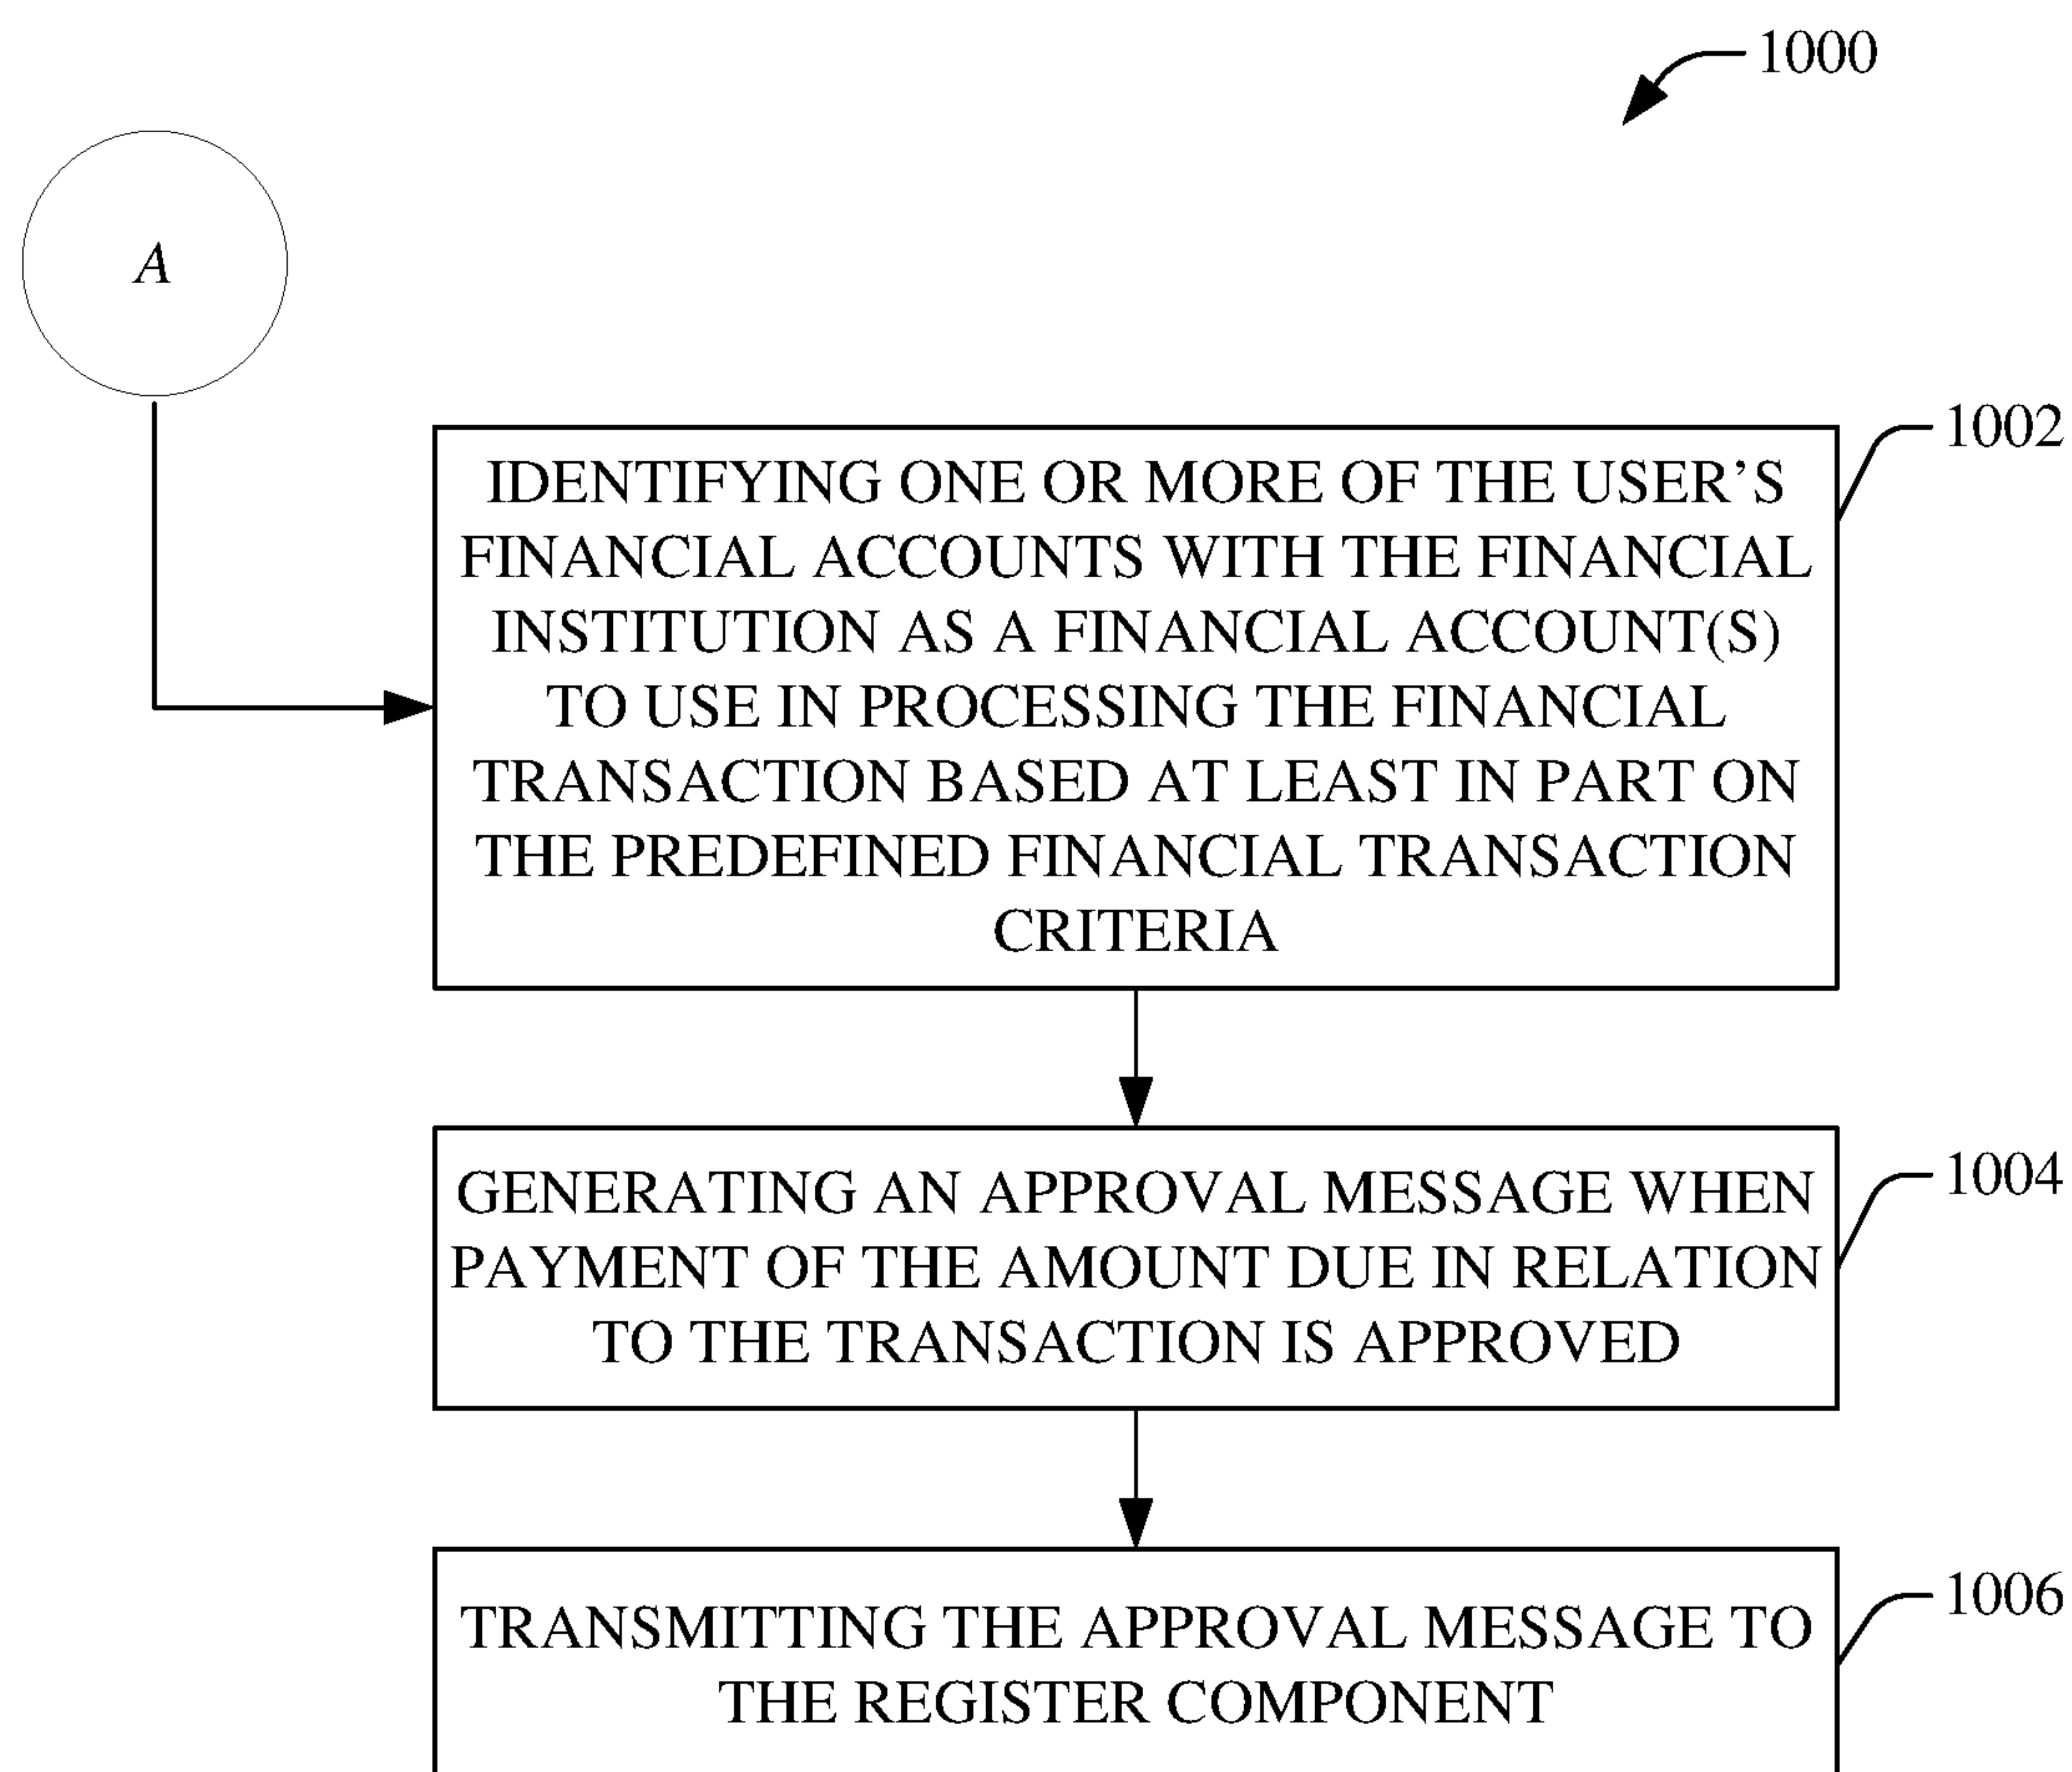 1000
A
1002
IDENTIFYING ONE OR MORE OF THE USER’S
FINANCIAL ACCOUNTS WITH THE FINANCIAL
INSTITUTION AS A FINANCIAL ACCOUNT(S)
TO USE IN PROCESSING THE FINANCIAL
TRANSACTION BASED AT LEAST IN PART ON
THE PREDEFINED FINANCIAL TRANSACTION
CRITERIA
1004
GENERATING AN APPROVAL MESSAGE WHEN
PAYMENT OF THE AMOUNT DUE IN RELATION
TO THE TRANSACTION IS APPROVED
1006
TRANSMITTING THE APPROVAL MESSAGE TO
THE REGISTER COMPONENT